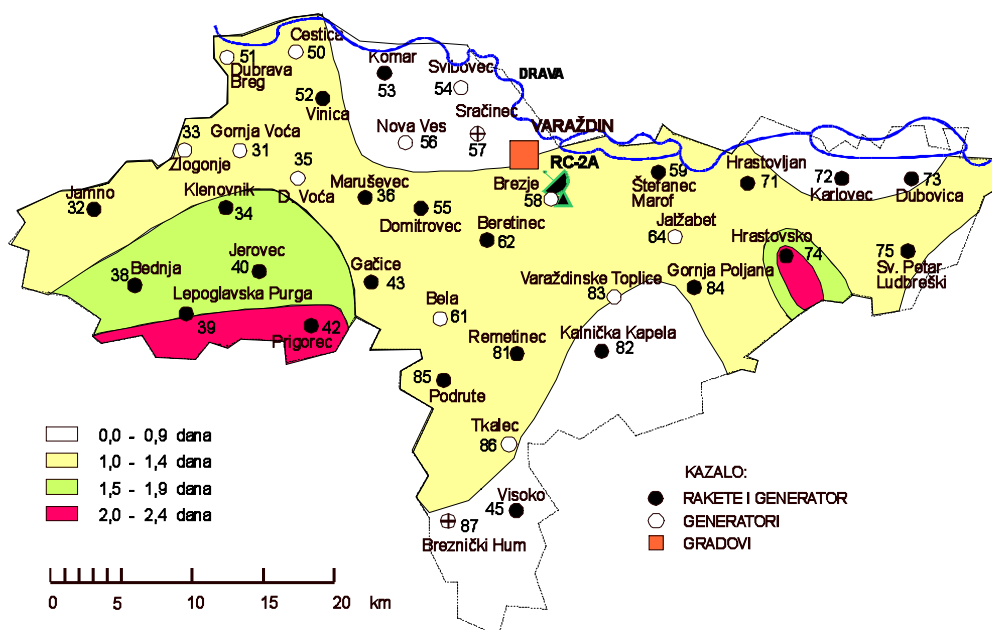 Cestica
50
51
Dubrava
Breg
Komar
53
Svibovec
54
DRAVA
52
Vinica
Sračinec
57
Nova Ves
56
VARAŽDIN
RC-2A
33
Zlogonje
Gornja Voća
31
35
D. Voća
Brezje
58
59
Štefanec
Marof
Hrastovljan
71
72
Karlovec
73
Dubovica
Jamno
32
Klenovnik
34
Maruševec
36
55
Domitrovec
Beretinec
62
Jalžabet
64
Hrastovsko
74
75
Sv. Petar
Ludbreški
Jerovec
40
38
Bednja
Gačice
43
Varaždinske Toplice
83
Gornja Poljana
84
Lepoglavska Purga
39
42
Prigorec
Bela
61
Remetinec
81
Kalnička Kapela
82
85
Podrute
Tkalec
86
Visoko
45
87
Breznički Hum
0,0 - 0,9 dana
1,0 - 1,4 dana
1,5 - 1,9 dana
2,0 - 2,4 dana
KAZALO:
RAKETE I GENERATOR
GENERATORI
GRADOVI
0 5 10 15 20 km